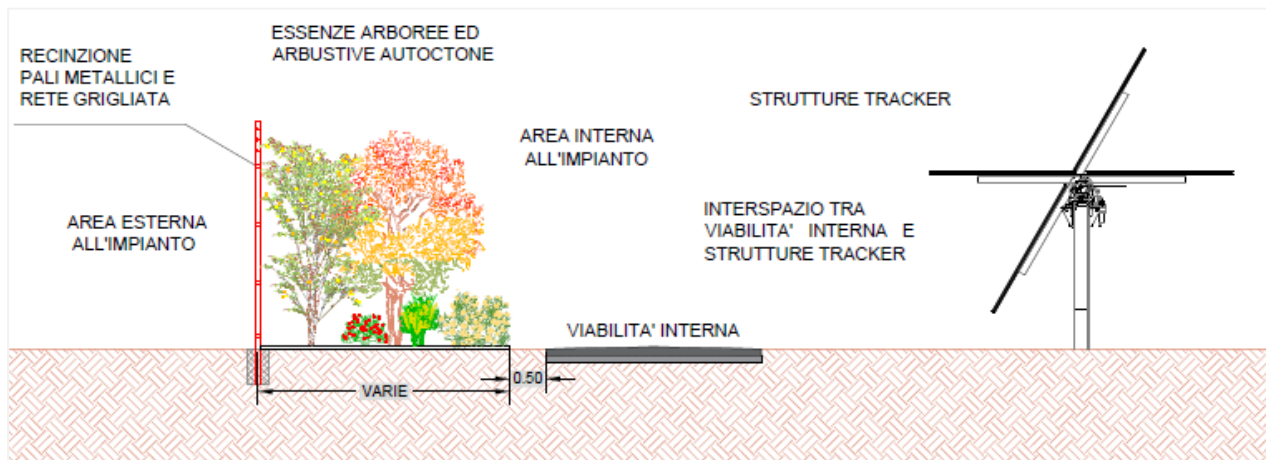 ESSENZE ARBOREE ED
ARBUSTIVE AUTOCTONE
RECINZIONE
PALI METALLICI E
RETE GRIGLIATA
STRUTTURE TRACKER
AREA INTERNA
ALL'IMPIANTO
AREA ESTERNA
ALL'IMPIANTO
INTERSPAZIO TRA
VIABILITA' INTERNA E
STRUTTURE TRACKER
VIABILITA' INTERNA
0.50
VARIE